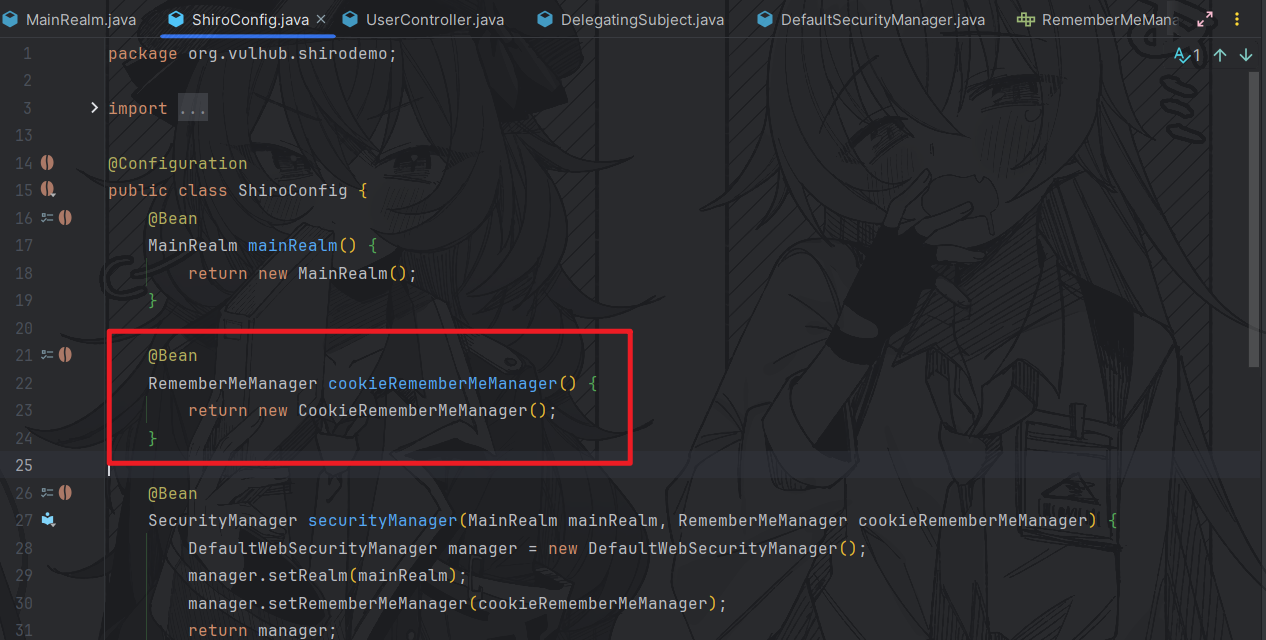 MainRealm.java ShiroConfig.java UserController.java DelegatingSubject.java DefaultSecurityManager.java RememberMeMana
1 package org.vulhub.shirodemo;
1
2
3 import ...
13
14 @Configuration
15 public class ShiroConfig {
16 @Bean
17 MainRealm mainRealm() {
18 return new MainRealm();
19 }
20
21 @Bean
22 RememberMeManager cookieRememberMeManager() {
23 return new CookieRememberMeManager();
24 }
25
26 @Bean
27 SecurityManager securityManager(MainRealm mainRealm, RememberMeManager cookieRememberMeManager) {
28 DefaultWebSecurityManager manager = new DefaultWebSecurityManager();
29 manager.setRealm(mainRealm);
30 manager.setRememberMeManager(cookieRememberMeManager);
31 return manager;